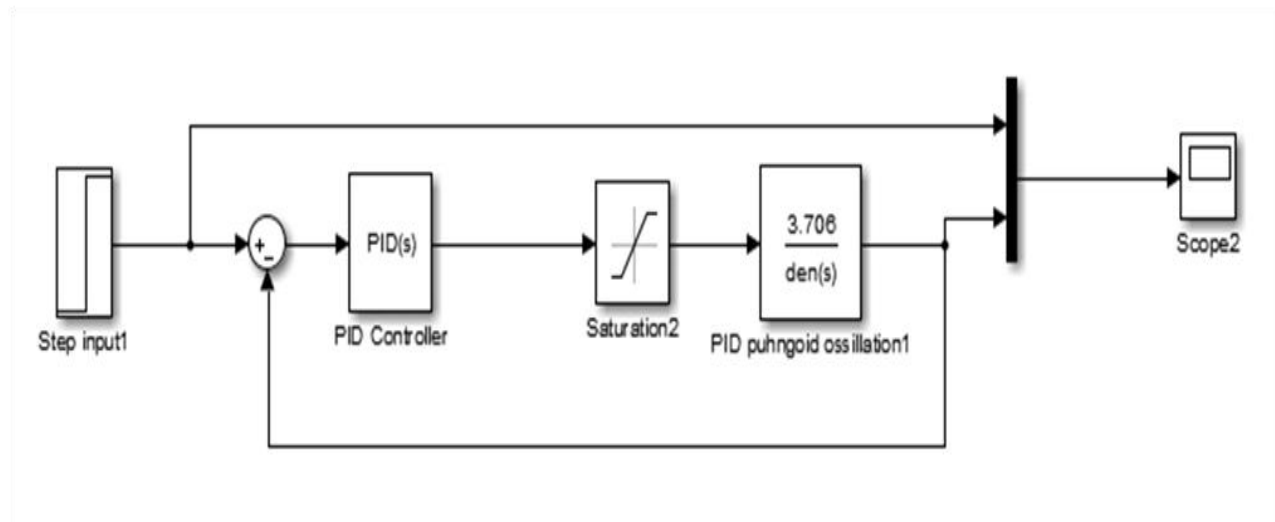 Step input1
+
−
PID(s)
PID Controller
Saturation2
3.706
den(s)
PID puhngoid ossillation1
Scope2